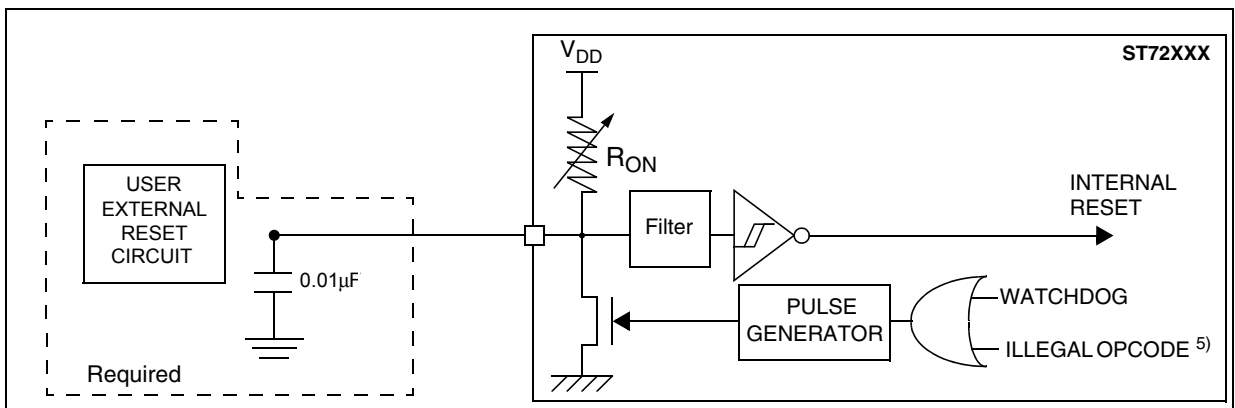 V_DD
ST72XXX
R_ON
USER
EXTERNAL
RESET
CIRCUIT
0.01μF
Required
Filter
INTERNAL
RESET
PULSE
GENERATOR
WATCHDOG
ILLEGAL OPCODE 5)